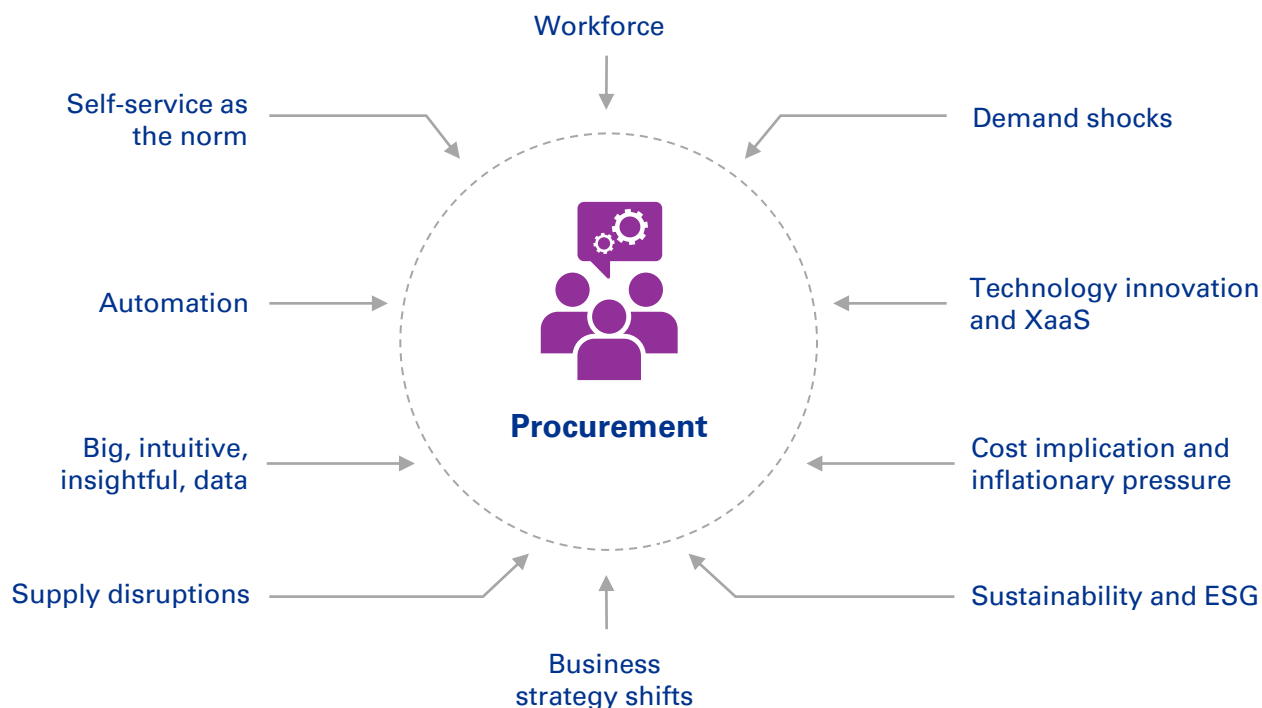 Workforce
Self-service as
the norm
Demand shocks
Automation
Technology innovation
and XaaS
Procurement
Big, intuitive,
insightful, data
Cost implication and
inflationary pressure
Supply disruptions
Sustainability and ESG
Business
strategy shifts